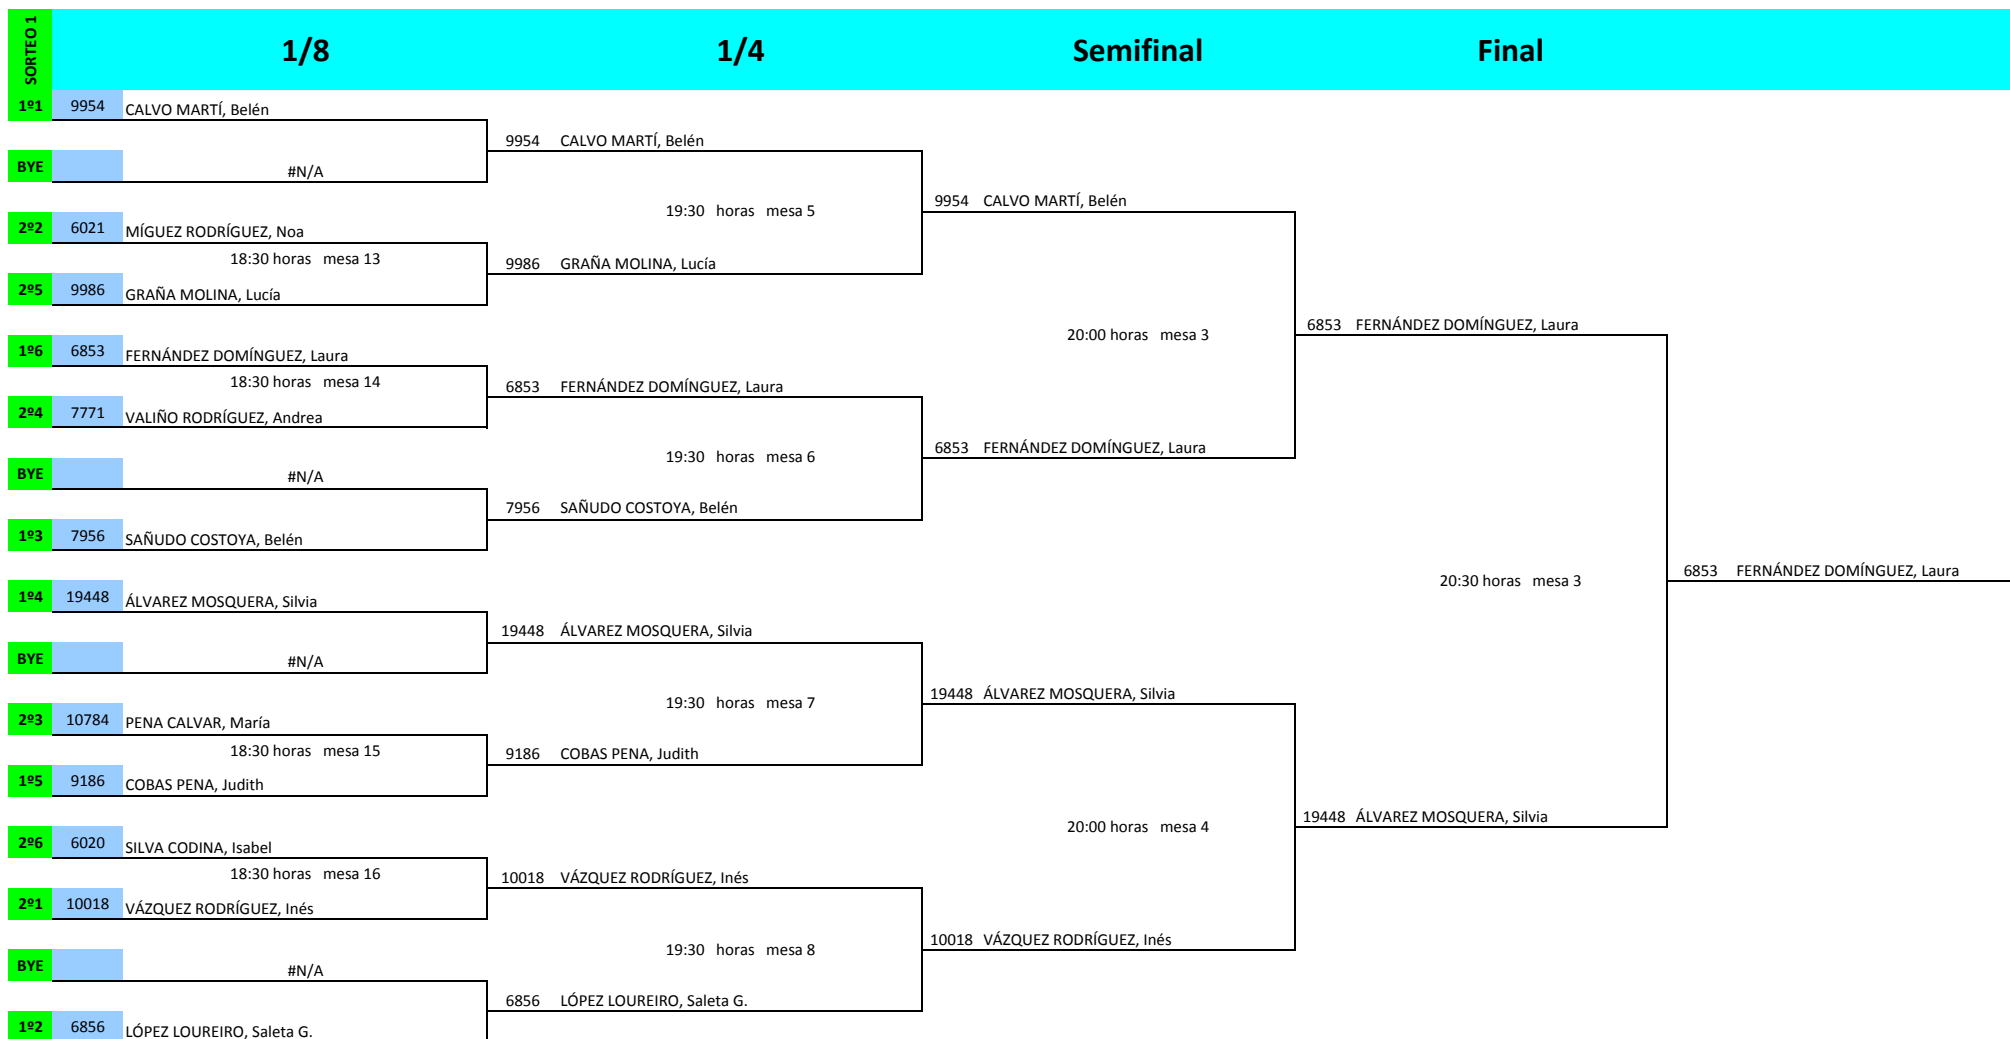 SORTEO 1
1/8 1/4 Semifinal Final
1º1 9954 CALVO MARTÍ, Belén
9954 CALVO MARTÍ, Belén
BYE #N/A
9954 CALVO MARTÍ, Belén
19:30 horas mesa 5
2º2 6021 MÍGUEZ RODRÍGUEZ, Noa
18:30 horas mesa 13
9986 GRAÑA MOLINA, Lucía
2º5 9986 GRAÑA MOLINA, Lucía
6853 FERNÁNDEZ DOMÍNGUEZ, Laura
20:00 horas mesa 3
1º6 6853 FERNÁNDEZ DOMÍNGUEZ, Laura
18:30 horas mesa 14
6853 FERNÁNDEZ DOMÍNGUEZ, Laura
2º4 7771 VALIÑO RODRÍGUEZ, Andrea
6853 FERNÁNDEZ DOMÍNGUEZ, Laura
19:30 horas mesa 6
BYE #N/A
7956 SAÑUDO COSTOYA, Belén
1º3 7956 SAÑUDO COSTOYA, Belén
6853 FERNÁNDEZ DOMÍNGUEZ, Laura
20:30 horas mesa 3
1º4 19448 ÁLVAREZ MOSQUERA, Silvia
19448 ÁLVAREZ MOSQUERA, Silvia
BYE #N/A
19448 ÁLVAREZ MOSQUERA, Silvia
19:30 horas mesa 7
2º3 10784 PENA CALVAR, María
18:30 horas mesa 15
9186 COBAS PENA, Judith
1º5 9186 COBAS PENA, Judith
19448 ÁLVAREZ MOSQUERA, Silvia
20:00 horas mesa 4
2º6 6020 SILVA CODINA, Isabel
18:30 horas mesa 16
10018 VÁZQUEZ RODRÍGUEZ, Inés
2º1 10018 VÁZQUEZ RODRÍGUEZ, Inés
10018 VÁZQUEZ RODRÍGUEZ, Inés
19:30 horas mesa 8
BYE #N/A
6856 LÓPEZ LOUREIRO, Saleta G.
1º2 6856 LÓPEZ LOUREIRO, Saleta G.